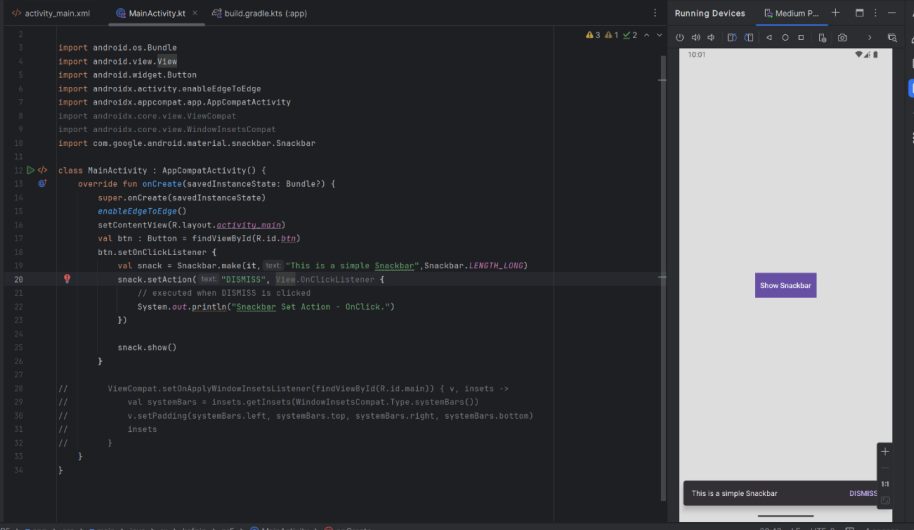 activity_main.xml
MainActivity.kt
build.gradle.kts (:app)
Running Devices
Medium P...
3 1 2
2
3 import android.os.Bundle
4 import android.view.View
5 import android.widget.Button
6 import androidx.activity.enableEdgeToEdge
7 import androidx.appcompat.app.AppCompatActivity
8 import androidx.core.view.ViewCompat
9 import androidx.core.view.WindowInsetsCompat
10 import com.google.android.material.snackbar.Snackbar
11
12 class MainActivity : AppCompatActivity() {
13 override fun onCreate(savedInstanceState: Bundle?) {
14 super.onCreate(savedInstanceState)
15 enableEdgeToEdge()
16 setContentView(R.layout.activity_main)
17 val btn : Button = findViewById(R.id.btn)
18 btn.setOnClickListener {
19 val snack = Snackbar.make(it, text: "This is a simple Snackbar",Snackbar.LENGTH_LONG)
20 snack.setAction( text: "DISMISS", View.OnClickListener {
21 // executed when DISMISS is clicked
22 System.out.println("Snackbar Set Action - OnClick.")
23 })
24
25 snack.show()
26 }
27
28 // ViewCompat.setOnApplyWindowInsetsListener(findViewById(R.id.main)) { v, insets ->
29 // val systemBars = insets.getInsets(WindowInsetsCompat.Type.systemBars())
30 // v.setPadding(systemBars.left, systemBars.top, systemBars.right, systemBars.bottom)
31 // insets
32 // }
33 }
34 }
10:01
Show Snackbar
1:1
This is a simple Snackbar
DISMISS